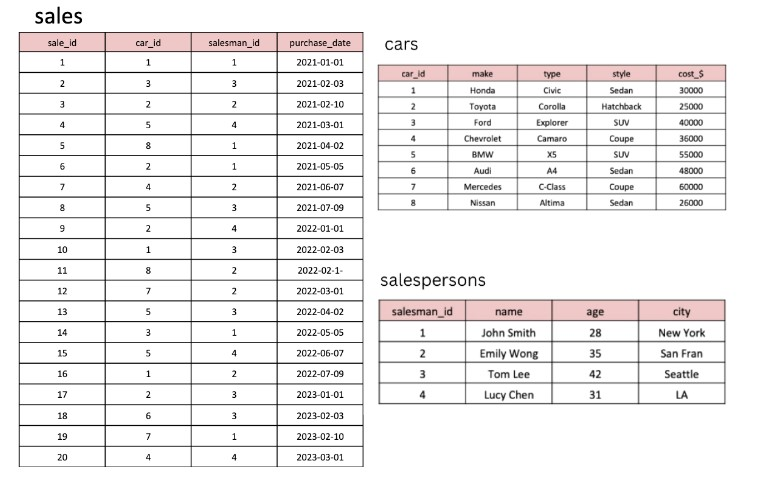 sales
sale_id car_id salesman_id purchase_date
1 1 1 2021-01-01
2 3 3 2021-02-03
3 2 2 2021-02-10
4 5 4 2021-03-01
5 8 1 2021-04-02
6 2 1 2021-05-05
7 4 2 2021-06-07
8 5 3 2021-07-09
9 2 4 2022-01-01
10 1 3 2022-02-03
11 8 2 2022-02-1-
12 7 2 2022-03-01
13 5 3 2022-04-02
14 3 1 2022-05-05
15 5 4 2022-06-07
16 1 2 2022-07-09
17 2 3 2023-01-01
18 6 3 2023-02-03
19 7 1 2023-02-10
20 4 4 2023-03-01
cars
car_id make type style cost_$
1 Honda Civic Sedan 30000
2 Toyota Corolla Hatchback 25000
3 Ford Explorer SUV 40000
4 Chevrolet Camaro Coupe 36000
5 BMW X5 SUV 55000
6 Audi A4 Sedan 48000
7 Mercedes C-Class Coupe 60000
8 Nissan Altima Sedan 26000
salespersons
salesman_id name age city
1 John Smith 28 New York
2 Emily Wong 35 San Fran
3 Tom Lee 42 Seattle
4 Lucy Chen 31 LA